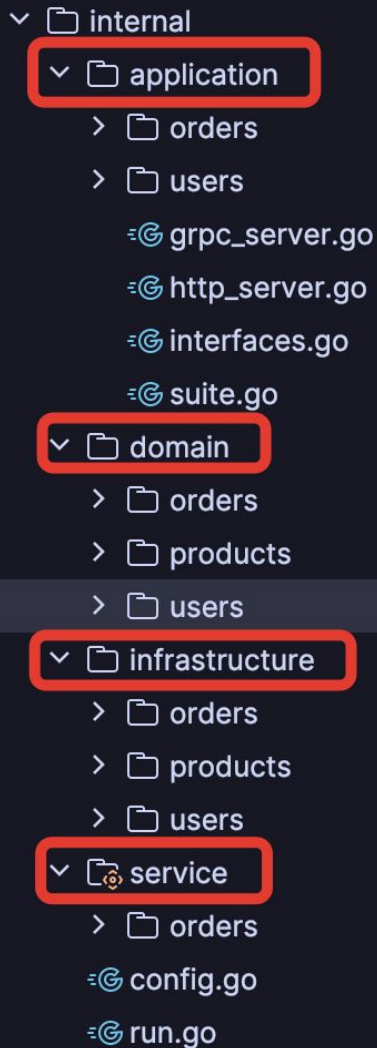 internal
application
orders
users
grpc_server.go
http_server.go
interfaces.go
suite.go
domain
orders
products
users
infrastructure
orders
products
users
service
orders
config.go
run.go